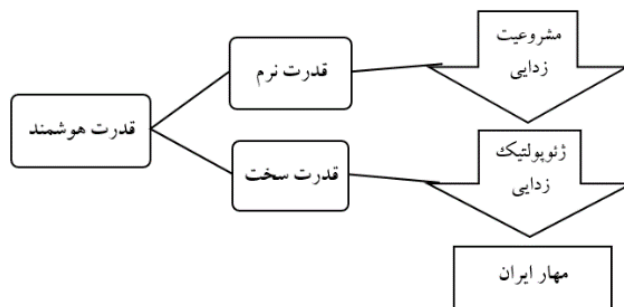 مشروعیت
زدایی
قدرت نرم
قدرت هوشمند
ژئوپولتیک
زدایی
قدرت سخت
مهار ایران